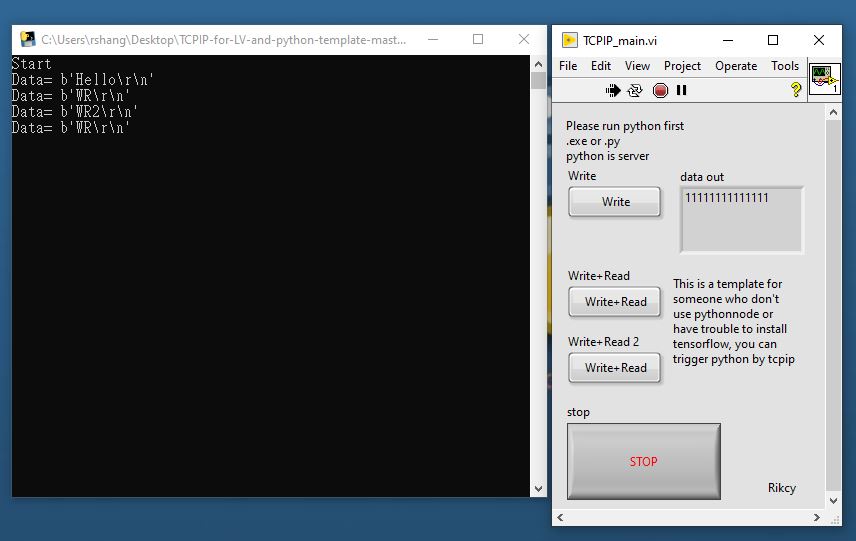 C:\Users\rshang\Desktop\TCPIP-for-LV-and-python-template-mast...
Start
Data= b'Hello\r\n'
Data= b'WR\r\n'
Data= b'WR2\r\n'
Data= b'WR\r\n'
TCPIP_main.vi
File Edit View Project Operate Tools
?
1
Please run python first
.exe or .py
python is server
Write
Write
data out
11111111111111
Write+Read
Write+Read
Write+Read 2
Write+Read
This is a template for
someone who don't
use pythonnode or
have trouble to install
tensorflow, you can
trigger python by tcpip
stop
STOP
Rikcy